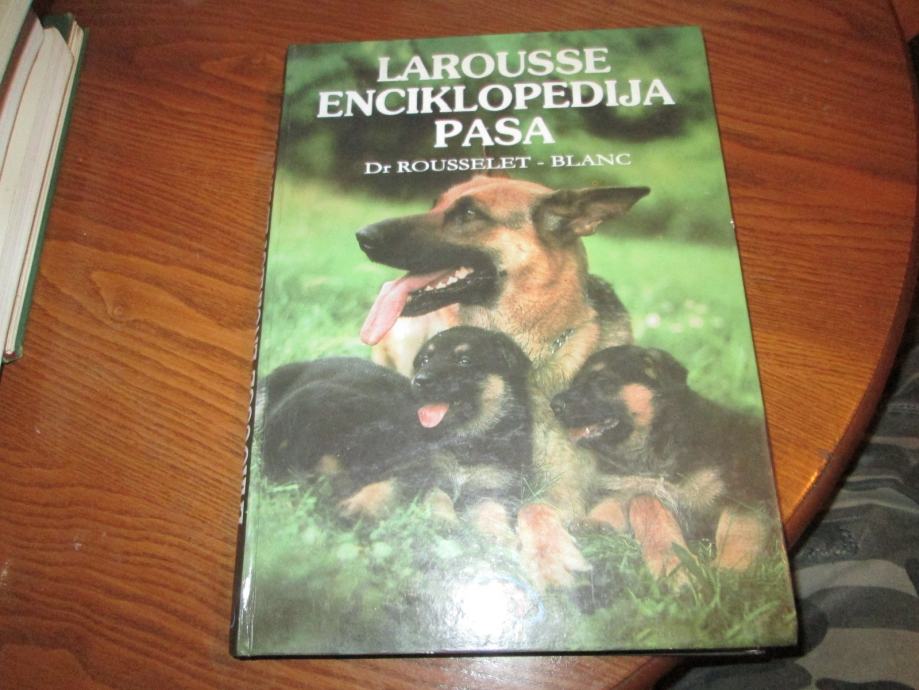 LAROUSSE
ENCIKLOPEDIJA
PASA
Dr ROUSSELET - BLANC